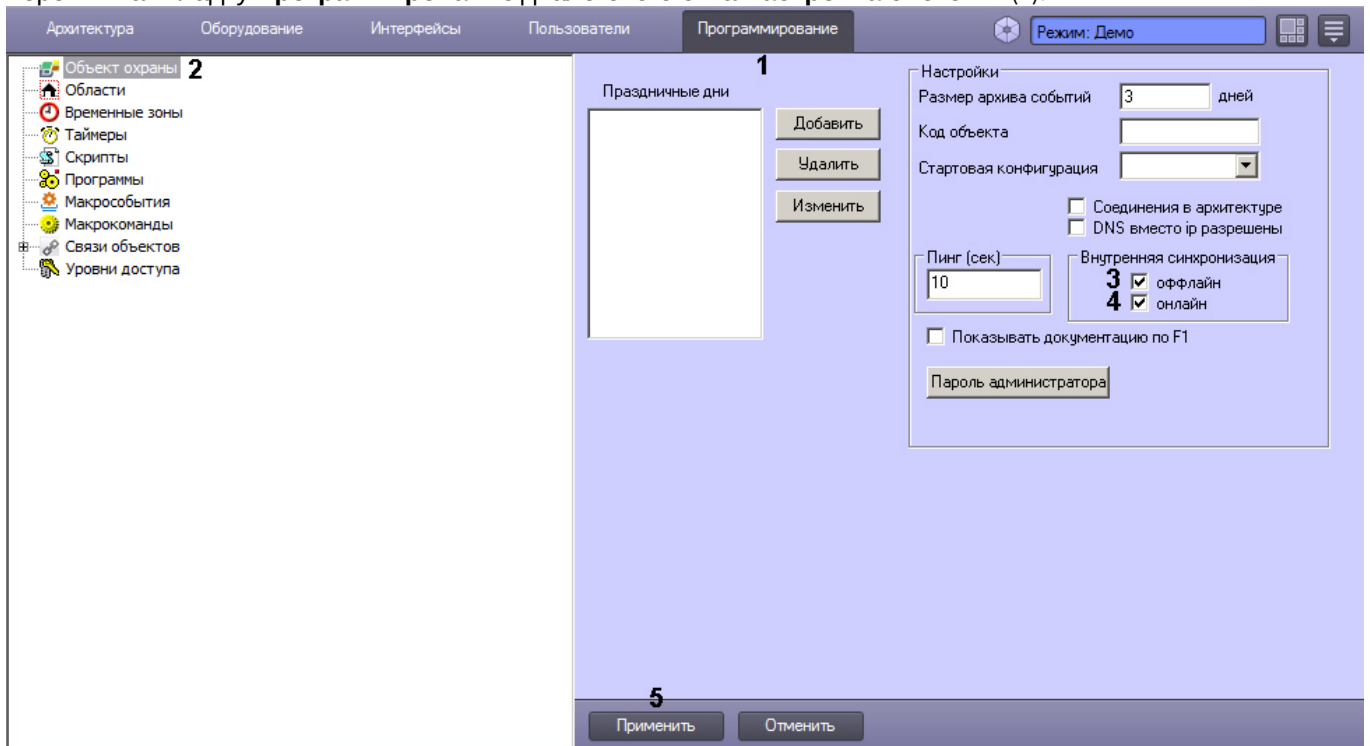 Архитектура Оборудование Интерфейсы Пользователи Программирование Режим: Демо
1
Объект охраны 2
Области
Временные зоны
Таймеры
Скрипты
Программы
Макрособытия
Макрокоманды
Связи объектов
Уровни доступа
Праздничные дни
Добавить
Удалить
Изменить
Настройки
Размер архива событий 3 дней
Код объекта
Стартовая конфигурация
Соединения в архитектуре
DNS вместо ip разрешены
Пинг (сек)
10
Внутренняя синхронизация
3 оффлайн
4 онлайн
Показывать документацию по F1
Пароль администратора
5
Применить Отменить